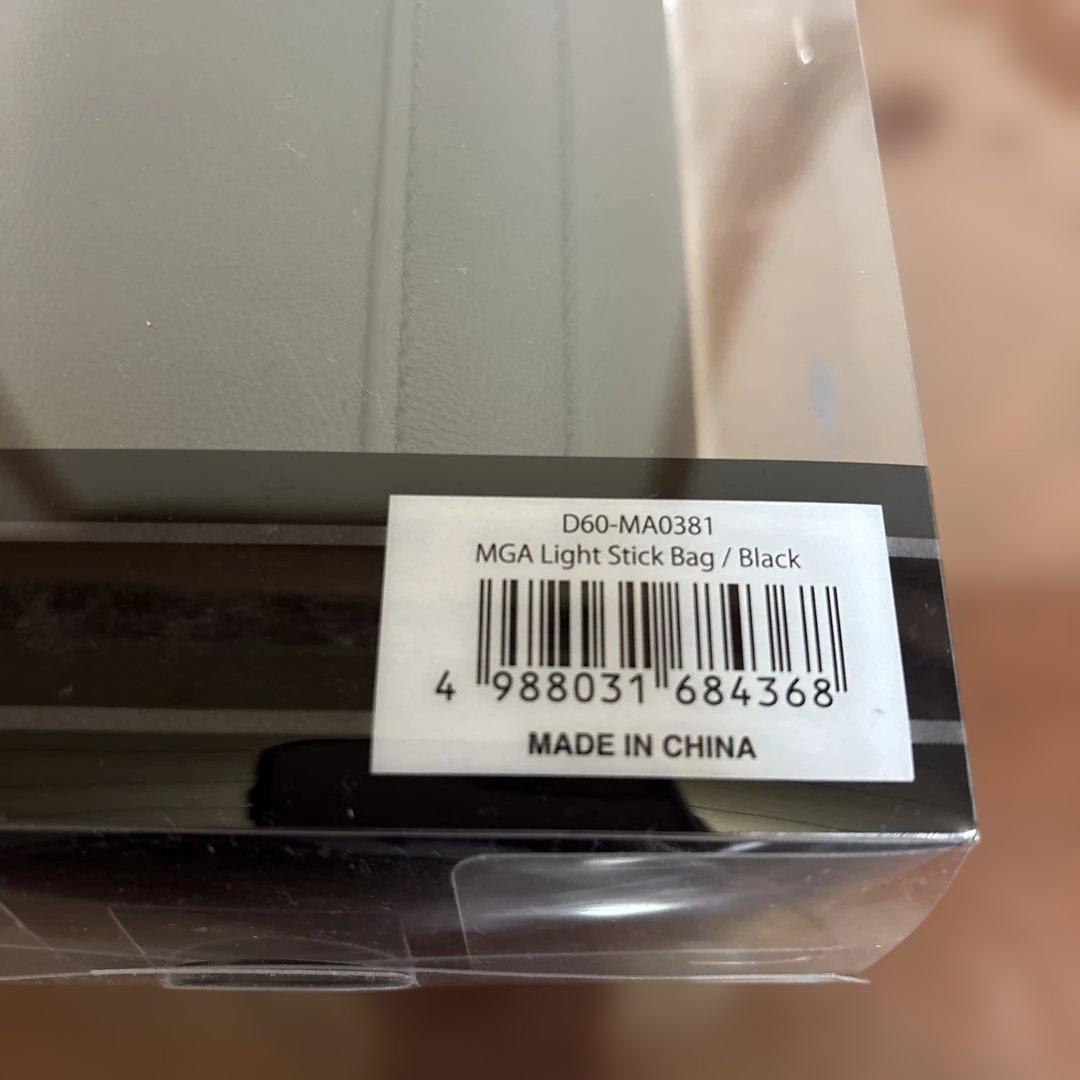 D60-MA0381
MGA Light Stick Bag / Black
4 988031 684368
MADE IN CHINA